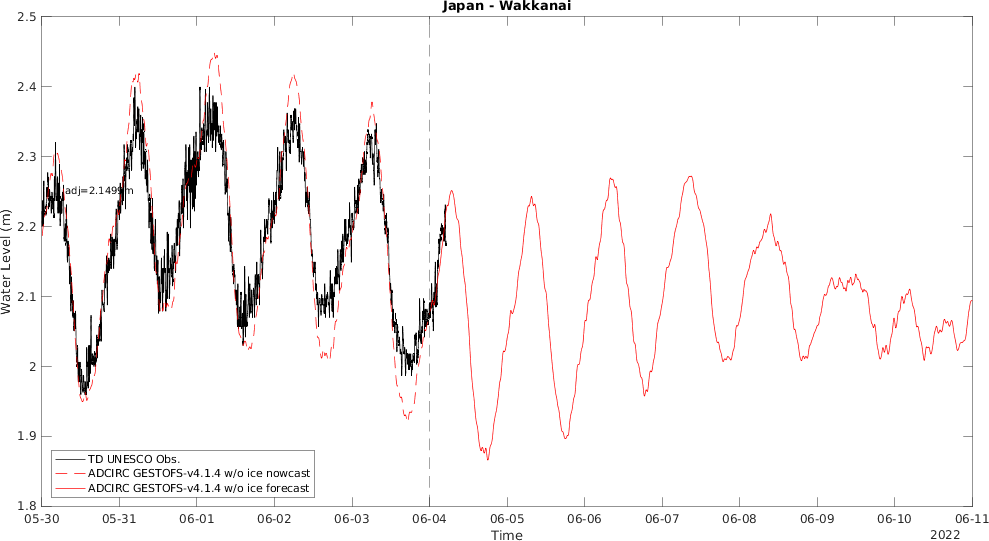 Japan - Wakkanai
2.5
2.4
2.3
2.2
2.1
2
1.9
1.8
Water Level (m)
adj=2.1499m
TD UNESCO Obs.
ADCIRC GESTOFS-v4.1.4 w/o ice nowcast
ADCIRC GESTOFS-v4.1.4 w/o ice forecast
05-30 05-31 06-01 06-02 06-03 06-04 06-05 06-06 06-07 06-08 06-09 06-10 06-11
Time
2022